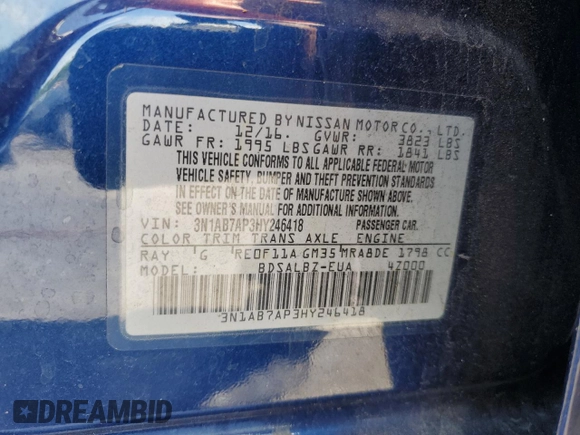 MANUFACTURED BY NISSAN MOTOR CO., LTD.
DATE: 12/16. GVWR: 3823 LBS
GAWR FR: 1995 LBS GAWR RR: 1841 LBS
THIS VEHICLE CONFORMS TO ALL APPLICABLE FEDERAL MOTOR
VEHICLE SAFETY, BUMPER, AND THEFT PREVENTION STANDARDS
IN EFFECT ON THE DATE OF MANUFACTURE SHOWN ABOVE.
SEE OWNER'S MANUAL FOR ADDITIONAL INFORMATION.
VIN: 3N1AB7AP3HY246418 PASSENGER CAR.
COLOR TRIM TRANS AXLE ENGINE
RAY 'G 'RE0F11A GM35 'MRA8DE 1798 CC
MODEL: BDSALBZ-EUA 4Z000
3N1AB7AP3HY246418
DREAMBID